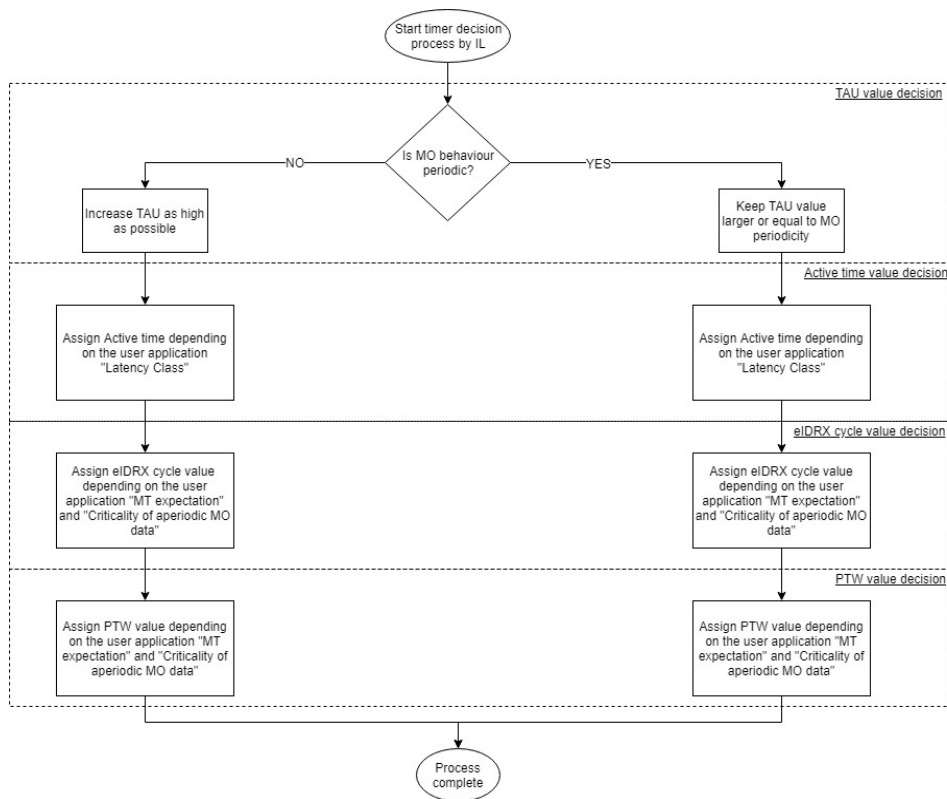 Start timer decision
process by IL
TAU value decision
Is MO behaviour
periodic?
NO
YES
Increase TAU as high
as possible
Keep TAU value
larger or equal to MO
periodicity
Active time value decision
Assign Active time depending
on the user application
"Latency Class"
Assign Active time depending
on the user application
"Latency Class"
eIDRX cycle value decision
Assign eIDRX cycle value
depending on the user
application "MT expectation"
and "Criticality of aperiodic MO
data"
Assign eIDRX cycle value
depending on the user
application "MT expectation"
and "Criticality of aperiodic MO
data"
PTW value decision
Assign PTW value depending
on the user application "MT
expectation" and "Criticality of
aperiodic MO data"
Assign PTW value depending
on the user application "MT
expectation" and "Criticality of
aperiodic MO data"
Process
complete